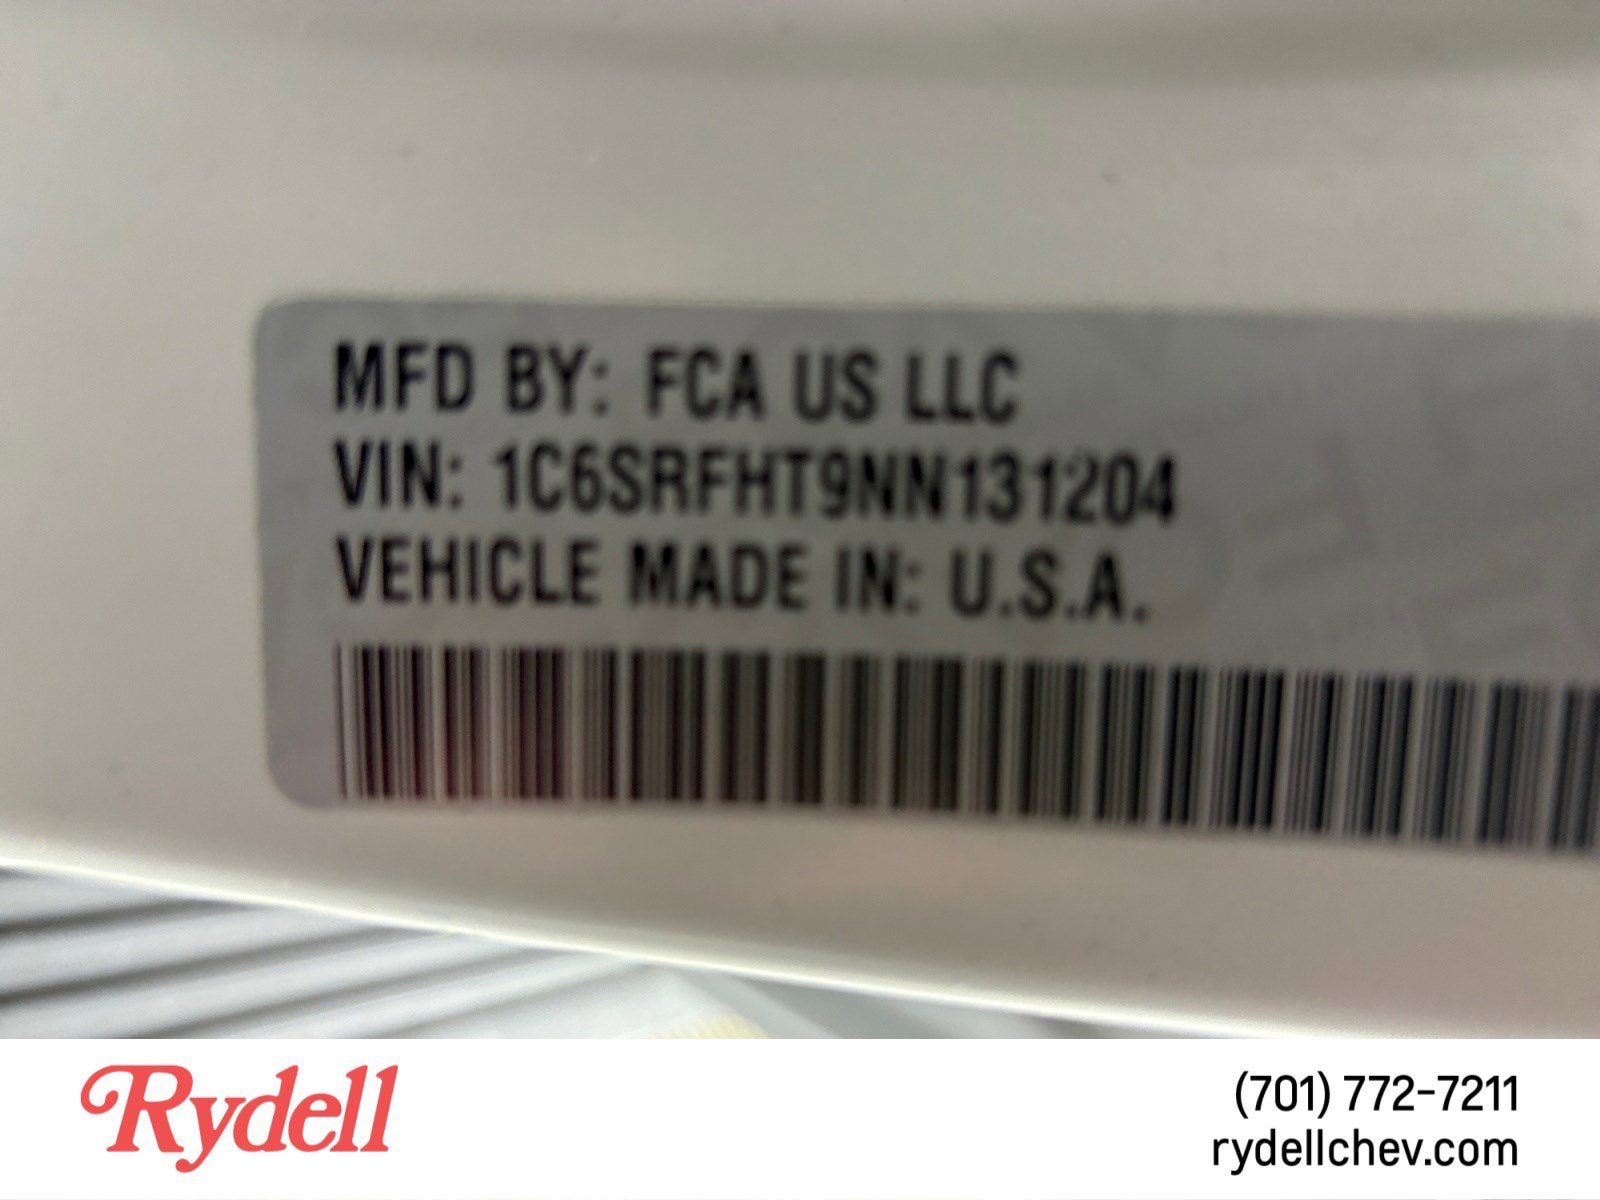 MFD BY: FCA US LLC
VIN: 1C6SRFHT9NN131204
VEHICLE MADE IN: U.S.A.
Rydell
(701) 772-7211
rydellchev.com